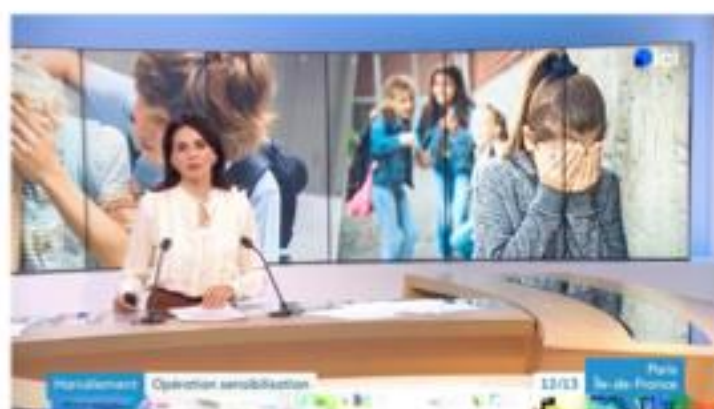 Harcèlement Opération sensibilisation 12/13 Paris
Île-de-France